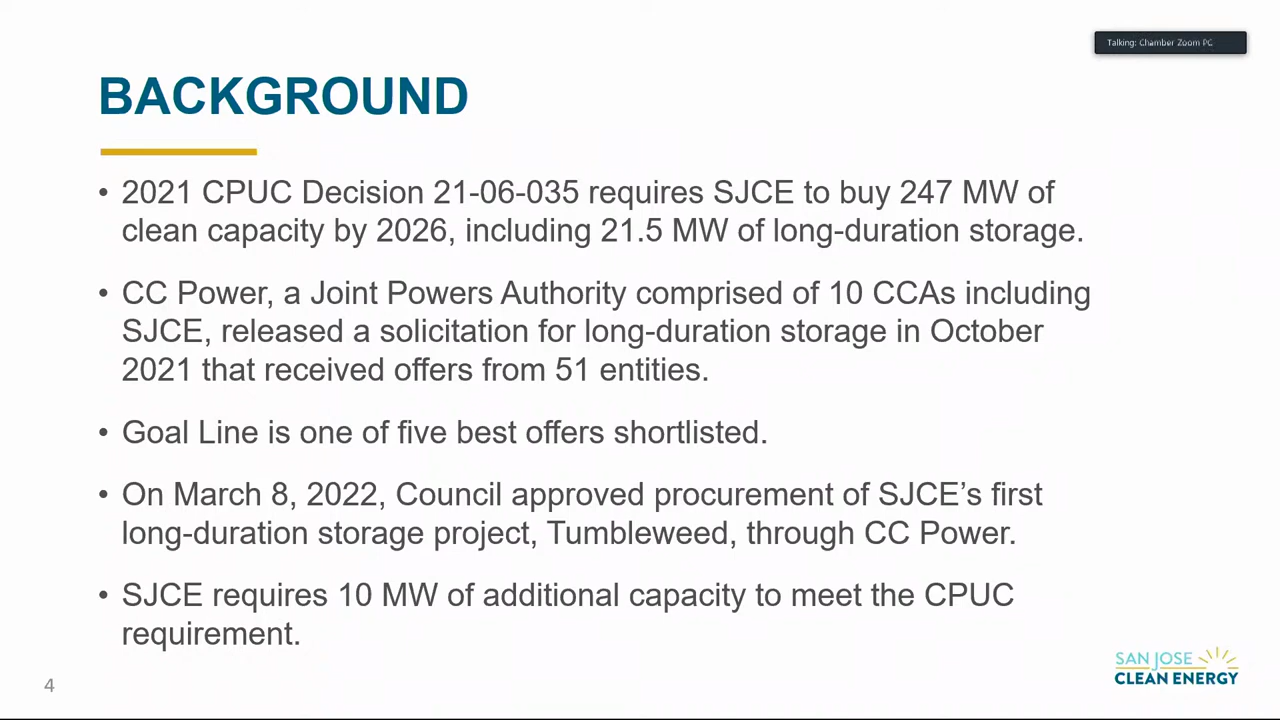 Talking: Chamber Zoom PC
BACKGROUND
• 2021 CPUC Decision 21-06-035 requires SJCE to buy 247 MW of
clean capacity by 2026, including 21.5 MW of long-duration storage.
• CC Power, a Joint Powers Authority comprised of 10 CCAs including
SJCE, released a solicitation for long-duration storage in October
2021 that received offers from 51 entities.
• Goal Line is one of five best offers shortlisted.
• On March 8, 2022, Council approved procurement of SJCE’s first
long-duration storage project, Tumbleweed, through CC Power.
• SJCE requires 10 MW of additional capacity to meet the CPUC
requirement.
SAN JOSE
CLEAN ENERGY
4